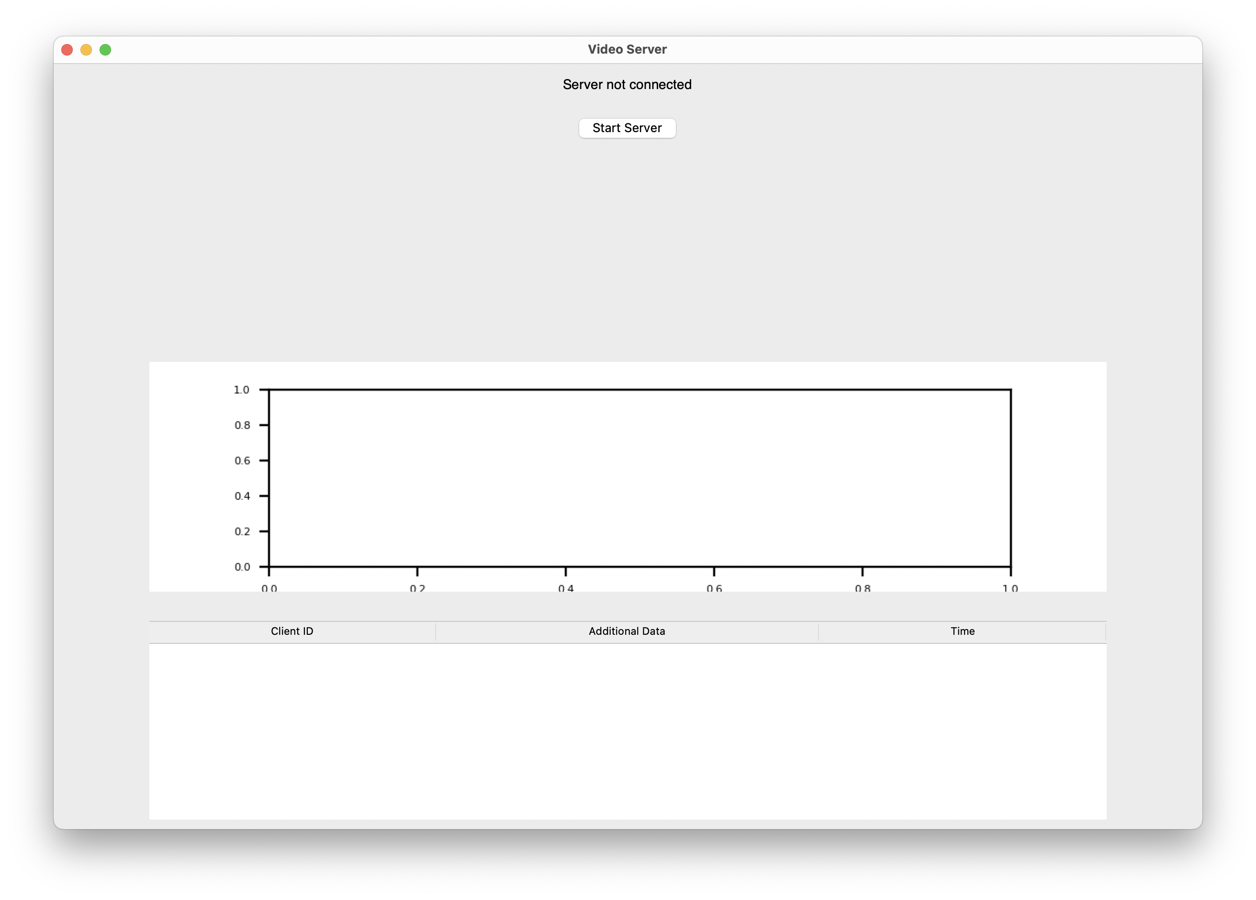 Video Server
Server not connected
Start Server
1.0
0.8
0.6
0.4
0.2
0.0
0.0 0.2 0.4 0.6 0.8 1.0
Client ID Additional Data Time